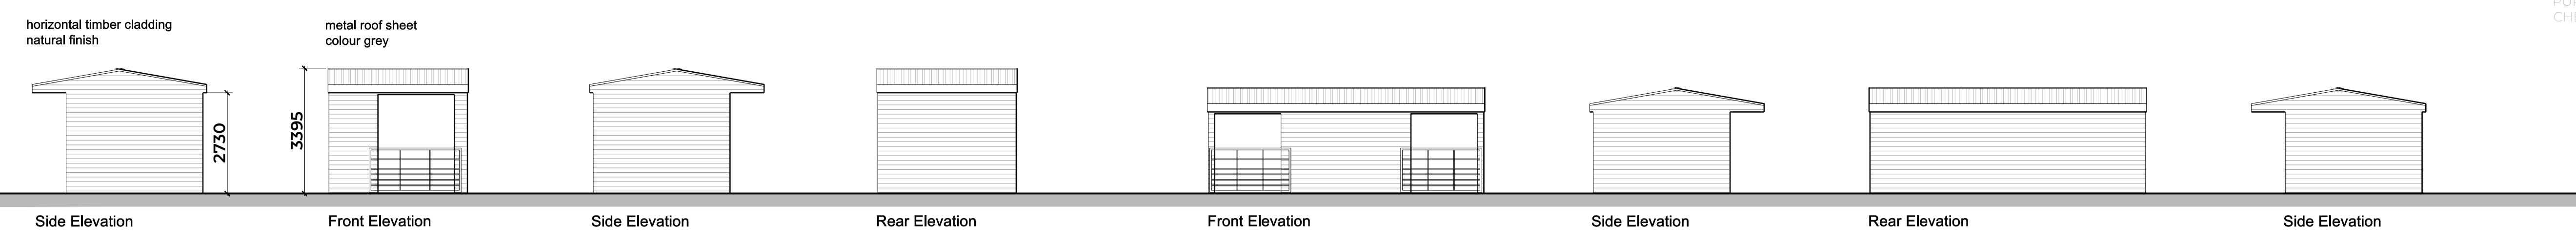 horizontal timber cladding
natural finish
metal roof sheet
colour grey
2730
3395
Side Elevation
Front Elevation
Side Elevation
Rear Elevation
Front Elevation
Side Elevation
Rear Elevation
Side Elevation